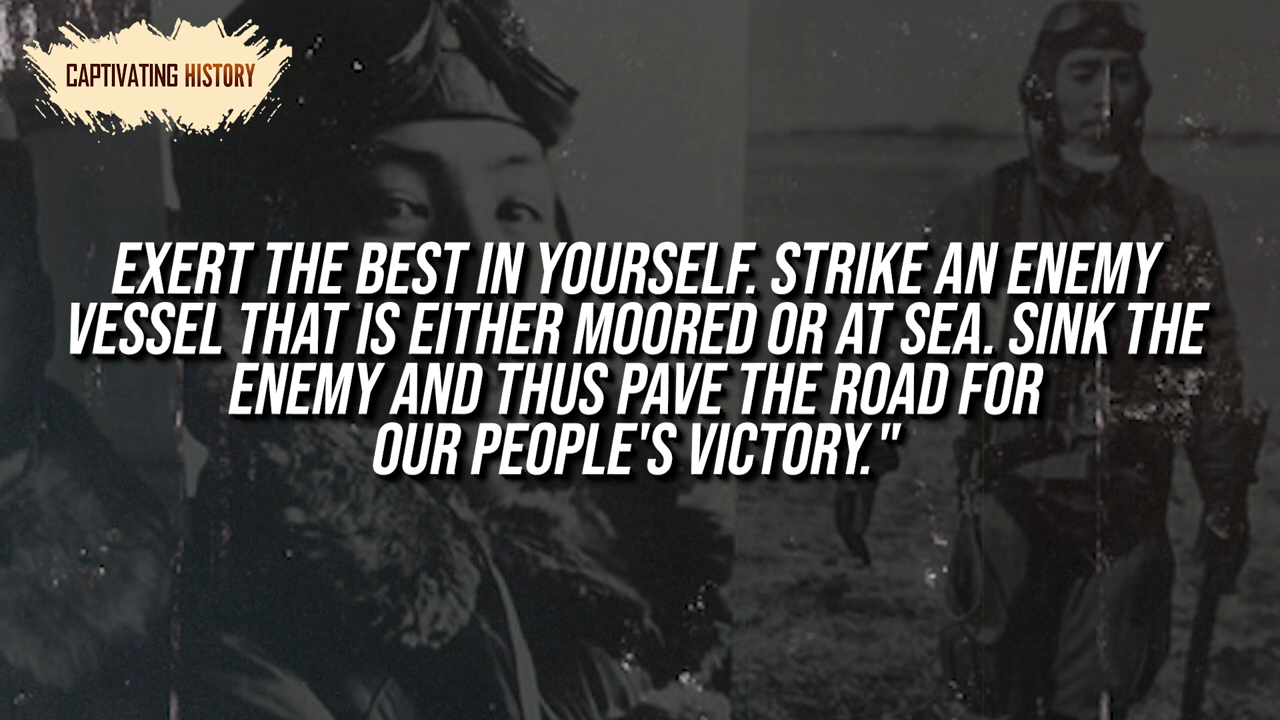 CAPTIVATING HISTORY
EXERT THE BEST IN YOURSELF. STRIKE AN ENEMY
VESSEL THAT IS EITHER MOORED OR AT SEA. SINK THE
ENEMY AND THUS PAVE THE ROAD FOR
OUR PEOPLE'S VICTORY."